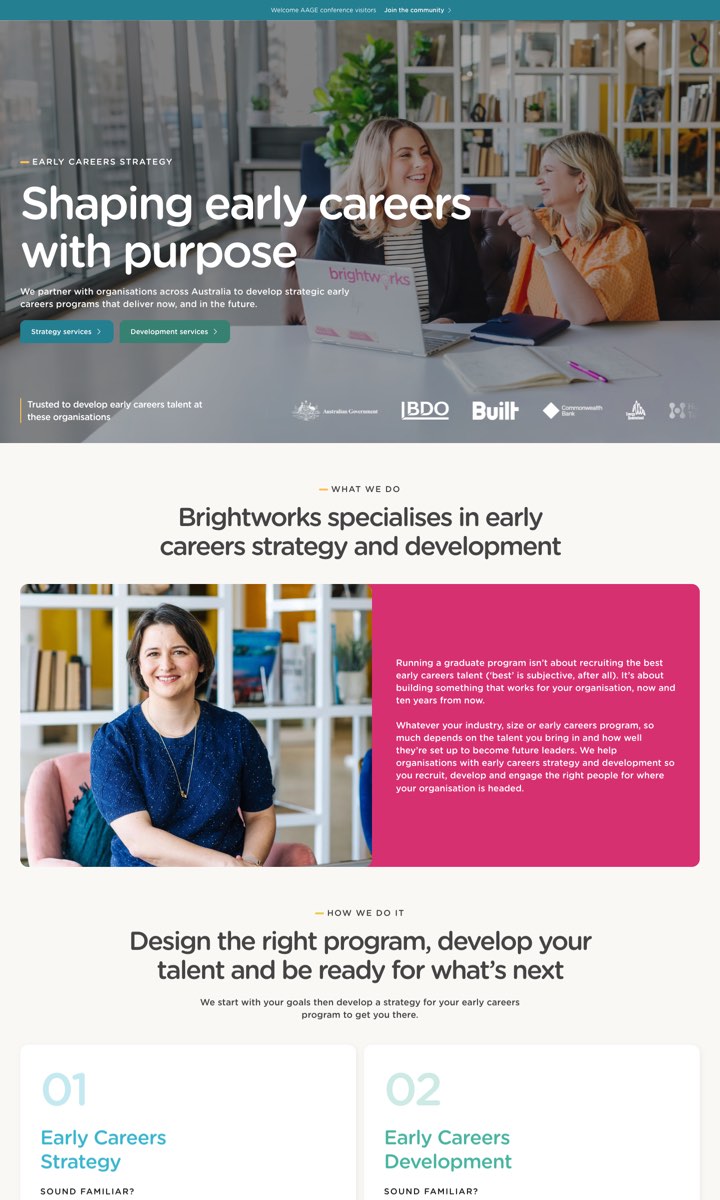 Welcome AAGE conference visitors Join the community
EARLY CAREERS STRATEGY
Shaping early careers
with purpose
brightworks
We partner with organisations across Australia to develop strategic early
careers programs that deliver now, and in the future.
Strategy services
Development services
Trusted to develop early careers talent at
these organisations
Australian Government
BDO
Built
Commonwealth
Bank
WHAT WE DO
Brightworks specialises in early
careers strategy and development
Running a graduate program isn’t about recruiting the best
early careers talent (‘best’ is subjective, after all). It’s about
building something that works for your organisation, now and
ten years from now.
Whatever your industry, size or early careers program, so
much depends on the talent you bring in and how well
they’re set up to become future leaders. We help
organisations with early careers strategy and development so
you recruit, develop and engage the right people for where
your organisation is headed.
HOW WE DO IT
Design the right program, develop your
talent and be ready for what’s next
We start with your goals then develop a strategy for your early careers
program to get you there.
01
Early Careers
Strategy
SOUND FAMILIAR?
02
Early Careers
Development
SOUND FAMILIAR?